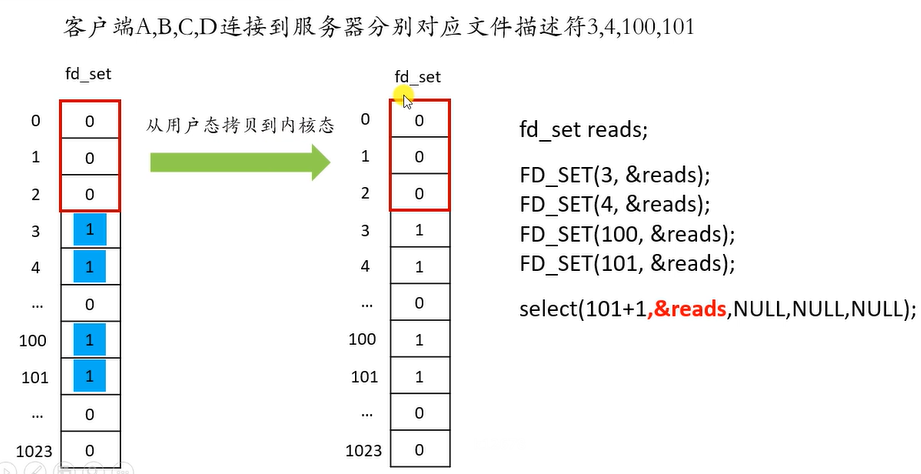 客户端A,B,C,D连接到服务器分别对应文件描述符3,4,100,101
fd_set
0 0
1 0
2 0
3 1
4 1
... 0
100 1
101 1
... 0
1023 0
从用户态拷贝到内核态
fd_set
0 0
1 0
2 0
3 1
4 1
... 0
100 1
101 1
... 0
1023 0
fd_set reads;
FD_SET(3, &reads);
FD_SET(4, &reads);
FD_SET(100, &reads);
FD_SET(101, &reads);
select(101+1,&reads,NULL,NULL,NULL);